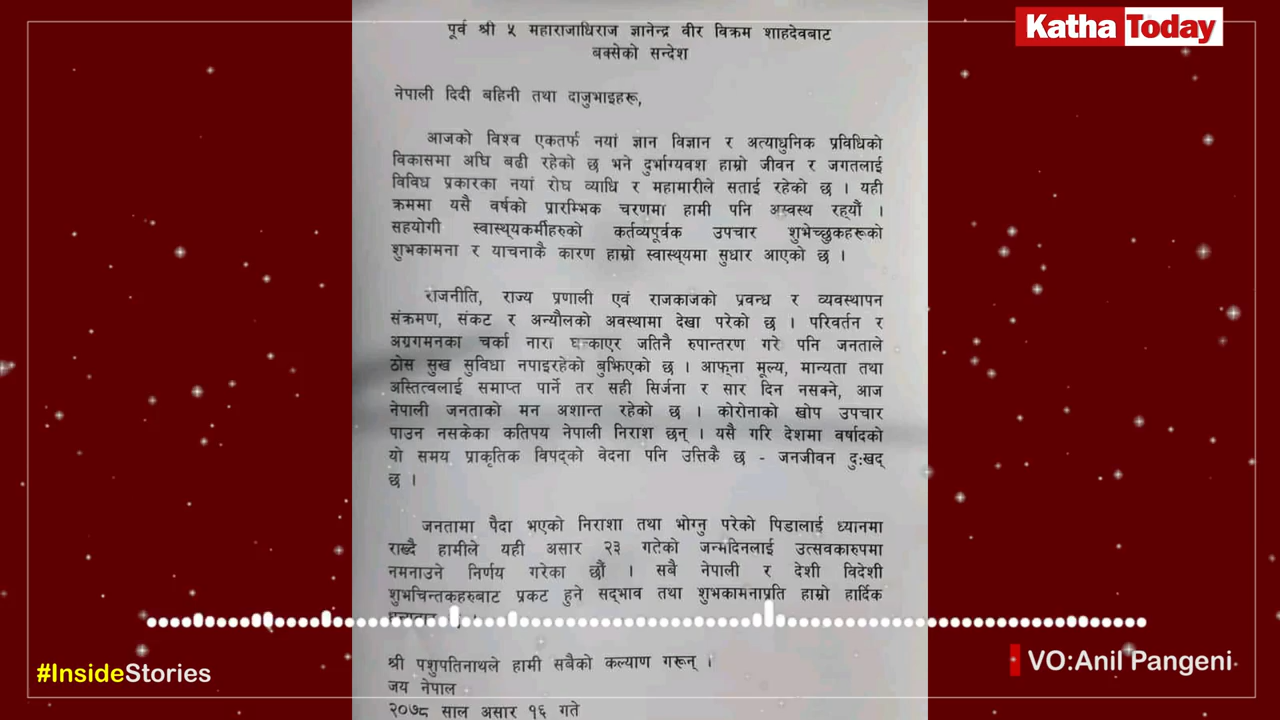 Katha Today
पूर्व श्री ५ महाराजाधिराज ज्ञानेन्द्र वीर विक्रम शाहदेवबाट
बक्सेको सन्देश
नेपाली दिदी बहिनी तथा दाजुभाइहरू,
आजको विश्व एकतर्फ नयां ज्ञान विज्ञान र अत्याधुनिक प्रविधिको
विकासमा अघि बढी रहेको छ भने दुर्भाग्यवश हाम्रो जीवन र जगतलाई
विविध प्रकारका नयां रोघ व्याधि र महामारीले सताई रहेको छ । यही
क्रममा यसै वर्षको प्रारम्भिक चरणमा हामी पनि अस्वस्थ रहयौं ।
सहयोगी स्वास्थ्यकर्मीहरुको कर्तव्यपूर्वक उपचार शुभेच्छुकहरूको
शुभकामना र याचनाकै कारण हाम्रो स्वास्थ्यमा सुधार आएको छ ।
राजनीति, राज्य प्रणाली एवं राजकाजको प्रवन्ध र व्यवस्थापन
संक्रमण, संकट र अन्यौलको अवस्थामा देखा परेको छ । परिवर्तन र
अग्रगमनका चर्का नारा घन्काएर जतिनै रुपान्तरण गरे पनि जनताले
ठोस सुख सुविधा नपाइरहेको बुझिएको छ । आफ्ना मूल्य, मान्यता तथा
अस्तित्वलाई समाप्त पार्ने तर सही सिर्जना र सार दिन नसक्ने, आज
नेपाली जनताको मन अशान्त रहेको छ । कोरोनाको खोप उपचार
पाउन नसकेका कतिपय नेपाली निराश छन् । यसै गरि देशमा वर्षादको
यो समय प्राकृतिक विपद्को वेदना पनि उत्तिकै छ - जनजीवन दुःखद्
छ ।
जनतामा पैदा भएको निराशा तथा भोग्नु परेको पिडालाई ध्यानमा
राख्दै हामीले यही असार २३ गतेको जन्मदिनलाई उत्सवकारुपमा
नमनाउने निर्णय गरेका छौं । सबै नेपाली र देशी विदेशी
शुभचिन्तकहरुबाट प्रकट हुने सद्भाव तथा शुभकामनाप्रति हाम्रो हार्दिक
श्री पशुपतिनाथले हामी सबैको कल्याण गरून् ।
जय नेपाल
२०७८ साल असार १६ गते
#InsideStories
VO:Anil Pangeni